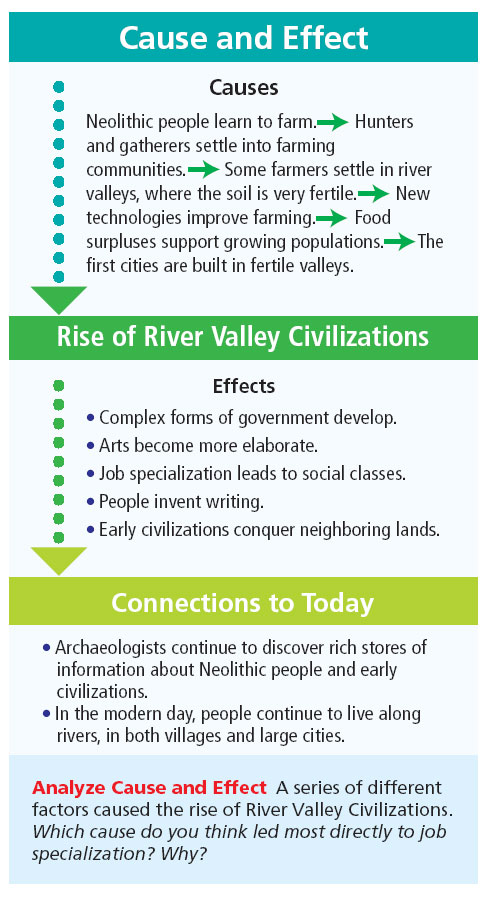 Cause and Effect
Causes
Neolithic people learn to farm. → Hunters
and gatherers settle into farming
communities. → Some farmers settle in river
valleys, where the soil is very fertile. → New
technologies improve farming. → Food
surpluses support growing populations. → The
first cities are built in fertile valleys.
Rise of River Valley Civilizations
Effects
• Complex forms of government develop.
• Arts become more elaborate.
• Job specialization leads to social classes.
• People invent writing.
• Early civilizations conquer neighboring lands.
Connections to Today
• Archaeologists continue to discover rich stores of
information about Neolithic people and early
civilizations.
• In the modern day, people continue to live along
rivers, in both villages and large cities.
Analyze Cause and Effect A series of different
factors caused the rise of River Valley Civilizations.
Which cause do you think led most directly to job
specialization? Why?